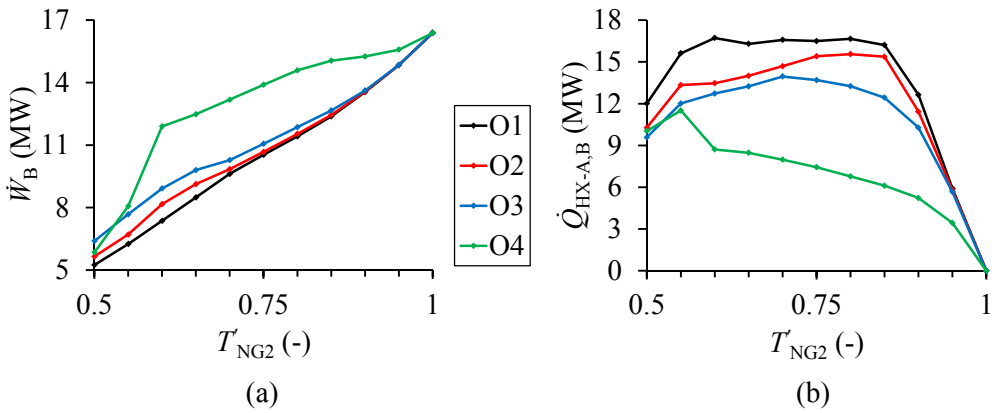 17
14
11
8
5
0.5
0.75
1
Ẇ_B (MW)
T′_NG2 (-)
(a)
O1
O2
O3
O4
18
15
12
9
6
3
0
0.5
0.75
1
Q̇_HX-A,B (MW)
T′_NG2 (-)
(b)